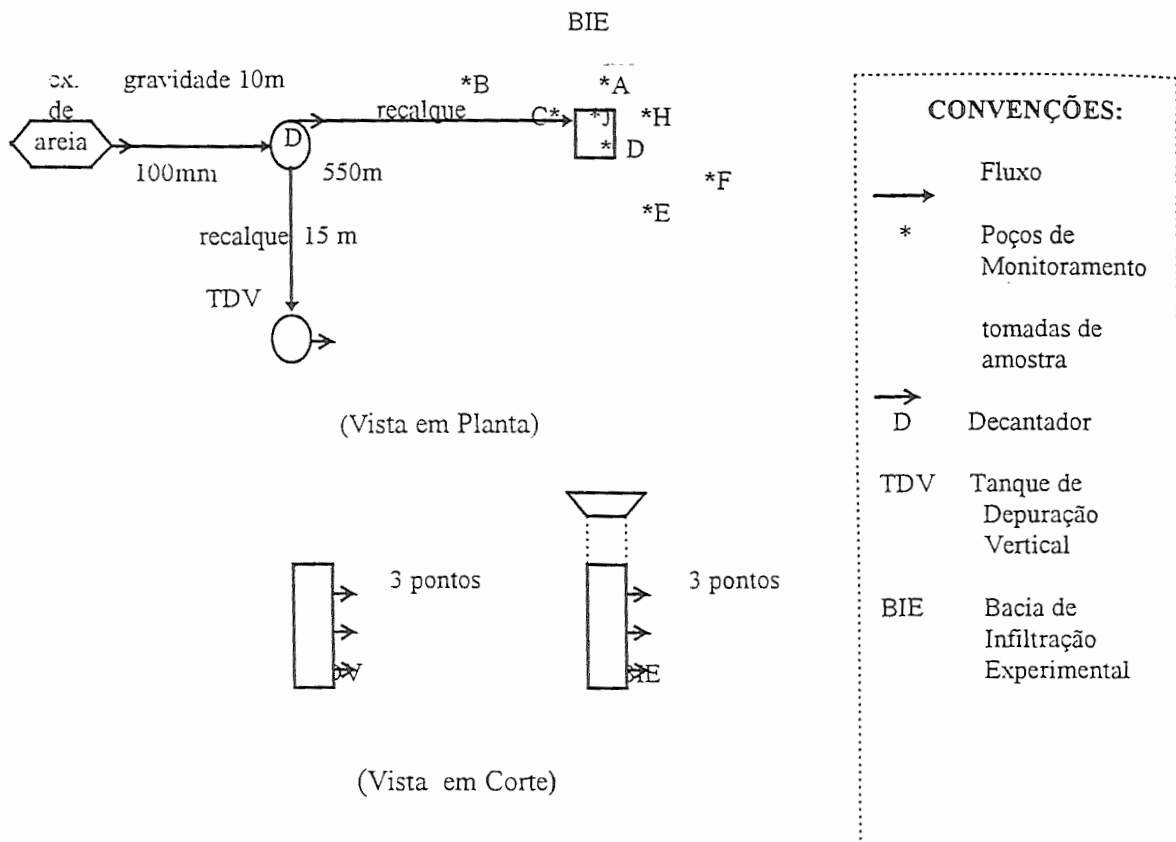 BIE
cx. gravidade 10m *B *A
de recalque C* *J *H
areia D * D
100mm 550m *F
*E
recalque 15 m
TDV
(Vista em Planta)
3 pontos 3 pontos
BIE
(Vista em Corte)
CONVENÇÕES:
Fluxo
* Poços de
Monitoramento
tomadas de
amostra
D Decantador
TDV Tanque de
Depuração
Vertical
BIE Bacia de
Infiltração
Experimental